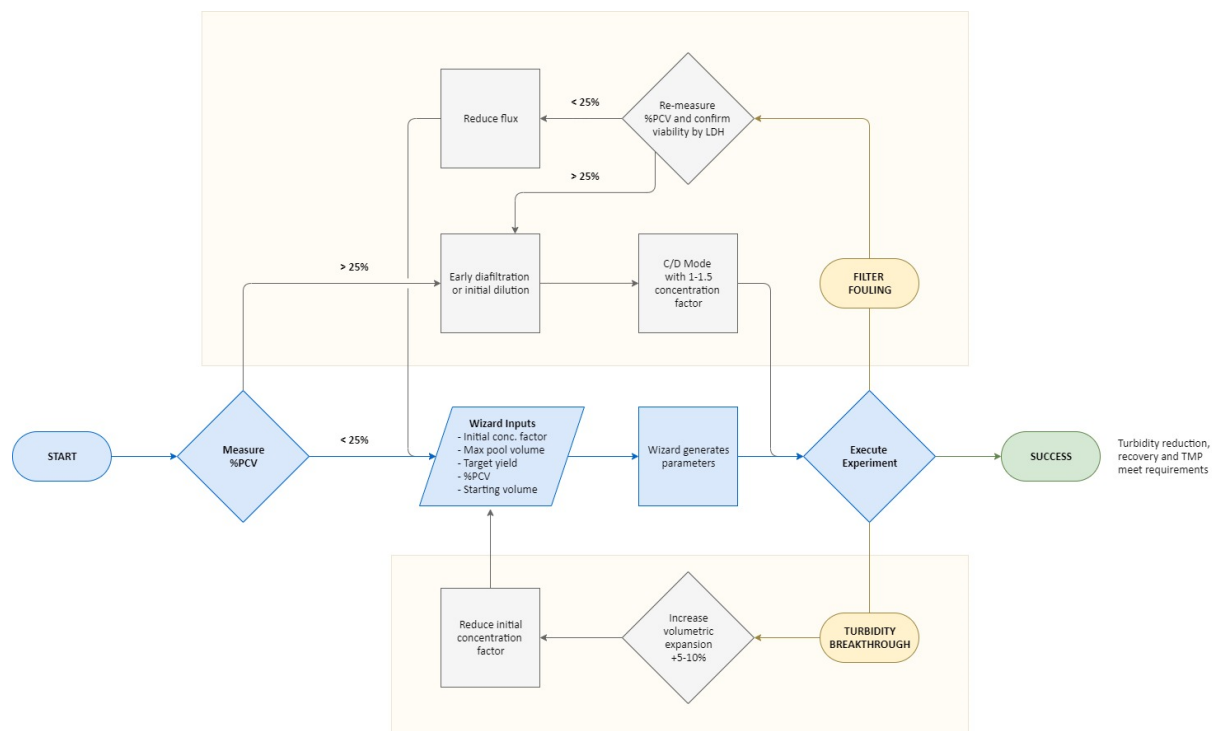 Reduce flux
< 25%
Re-measure
%PCV and confirm
viability by LDH
> 25%
> 25%
Early diafiltration
or initial dilution
C/D Mode
with 1-1.5
concentration
factor
FILTER
FOULING
START
Measure
%PCV
< 25%
Wizard Inputs
- Initial conc. factor
- Max pool volume
- Target yield
- %PCV
- Starting volume
Wizard generates
parameters
Execute
Experiment
SUCCESS
Turbidity reduction,
recovery and TMP
meet requirements
Reduce initial
concentration
factor
Increase
volumetric
expansion
+5-10%
TURBIDITY
BREAKTHROUGH